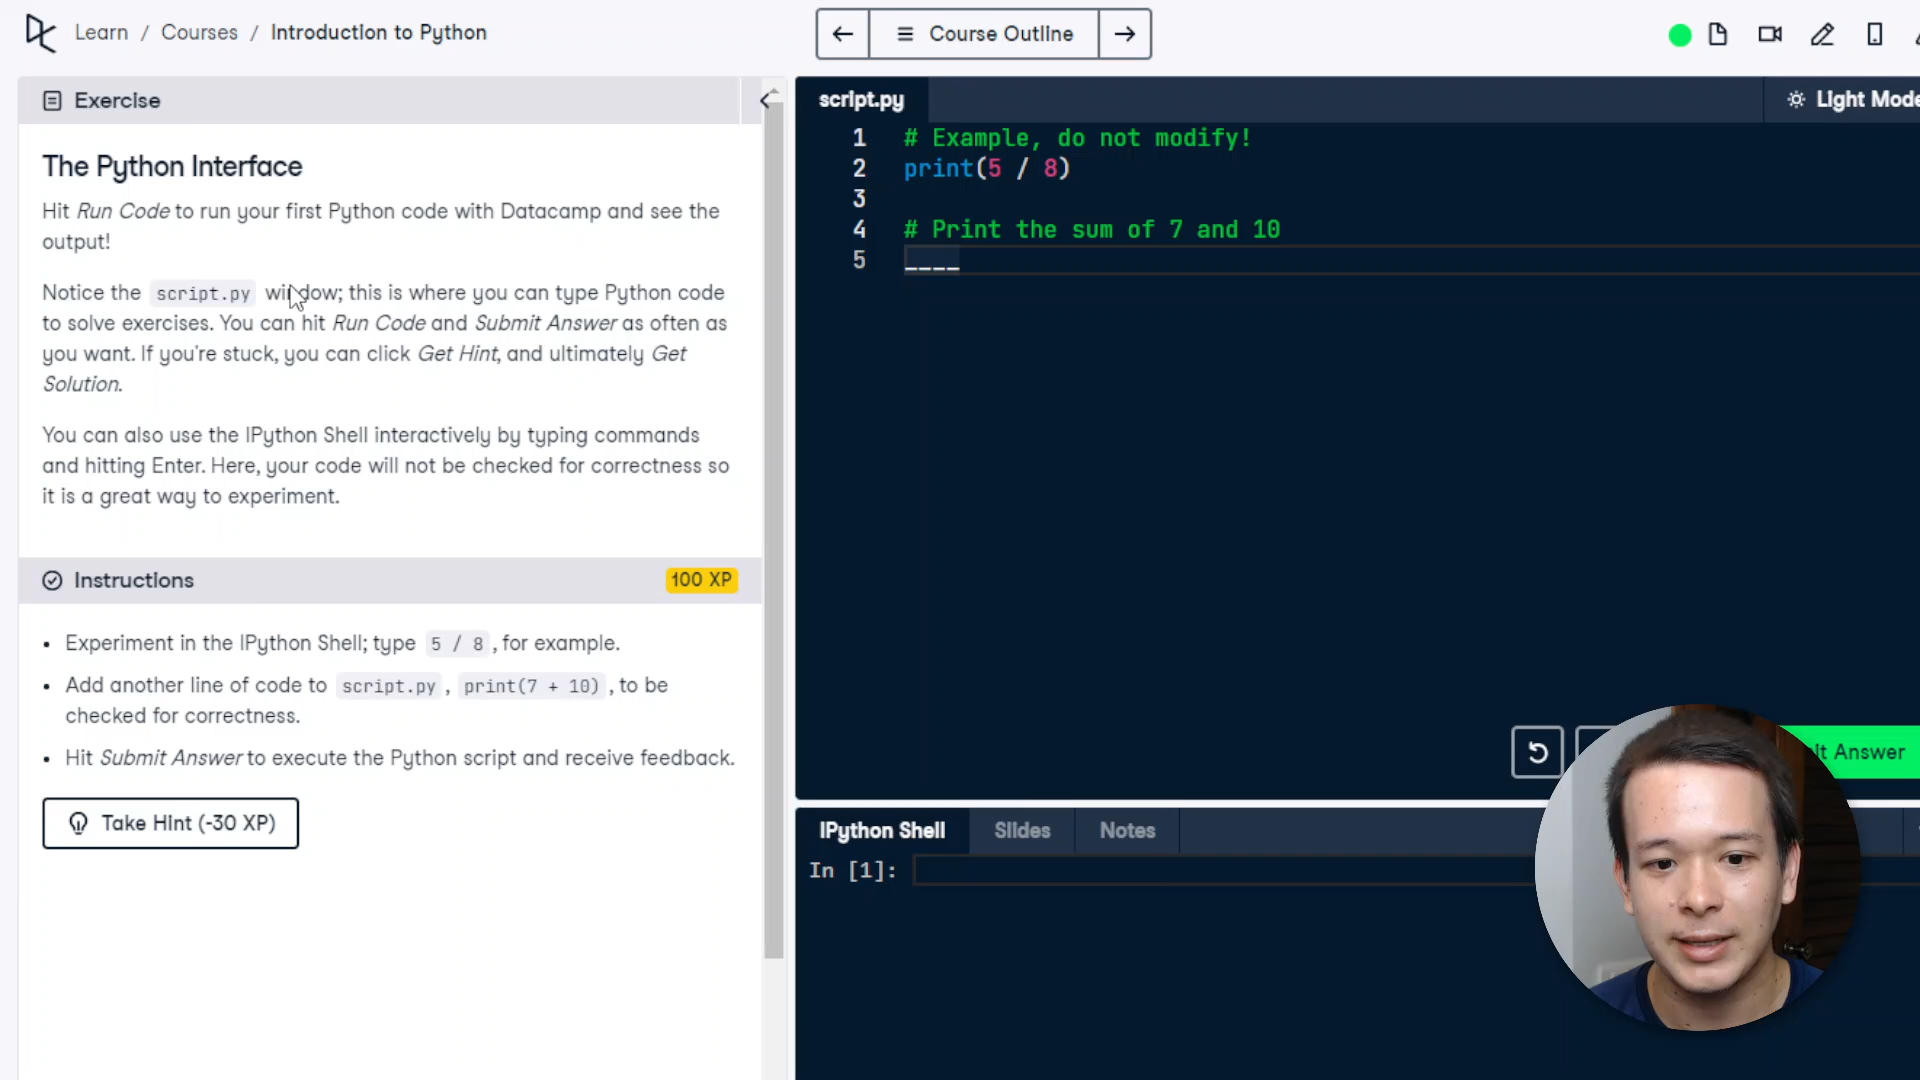 Learn / Courses / Introduction to Python
Course Outline
Exercise
The Python Interface
Hit Run Code to run your first Python code with Datacamp and see the
output!
Notice the script.py window; this is where you can type Python code
to solve exercises. You can hit Run Code and Submit Answer as often as
you want. If you're stuck, you can click Get Hint, and ultimately Get
Solution.
You can also use the IPython Shell interactively by typing commands
and hitting Enter. Here, your code will not be checked for correctness so
it is a great way to experiment.
Instructions
100 XP
• Experiment in the IPython Shell; type 5 / 8, for example.
• Add another line of code to script.py, print(7 + 10), to be
checked for correctness.
• Hit Submit Answer to execute the Python script and receive feedback.
Take Hint (-30 XP)
script.py
Light Mode
1 # Example, do not modify!
2 print(5 / 8)
3
4 # Print the sum of 7 and 10
5 ____
Answer
IPython Shell
Slides
Notes
In [1]: